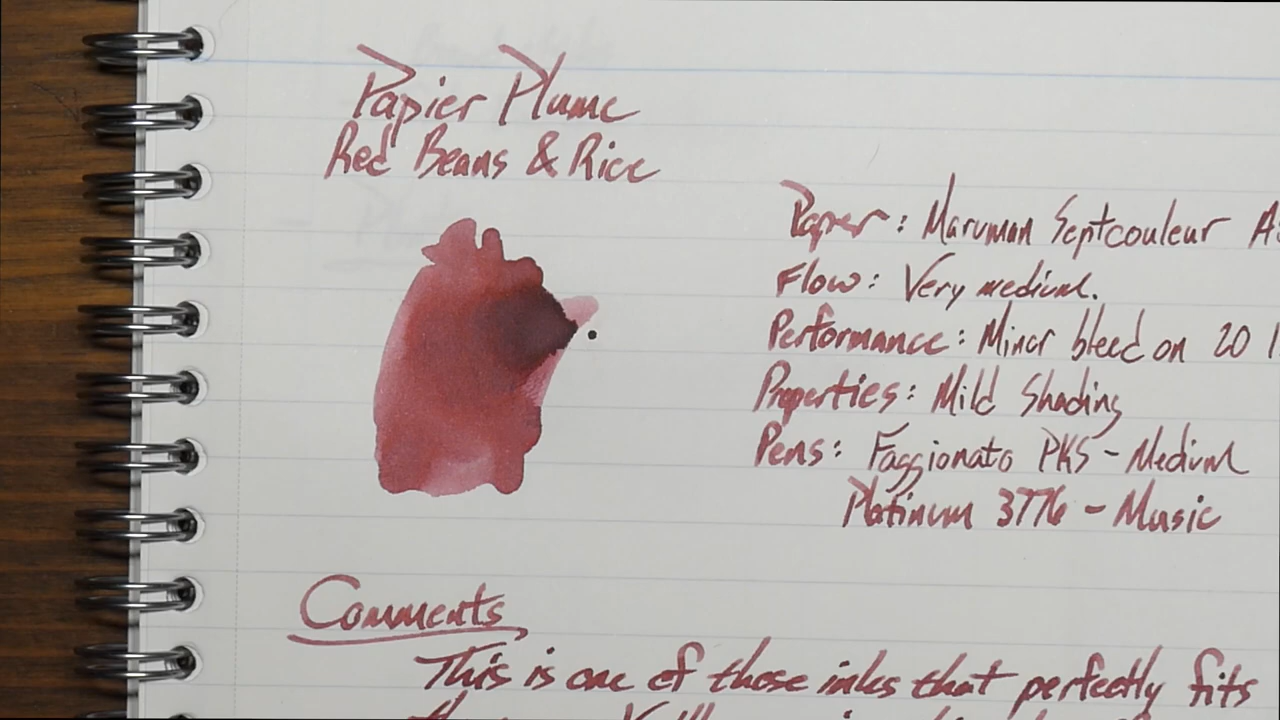 Papier Plume
Red Beans & Rice
Paper: Maruman Septcouleur
Flow: Very medium.
Performance: Minor bleed on 20
Properties: Mild Shading
Pens: Faggionato PKS - Medium
Platinum 3776 - Music
Comments
This is one of those inks that perfectly fits